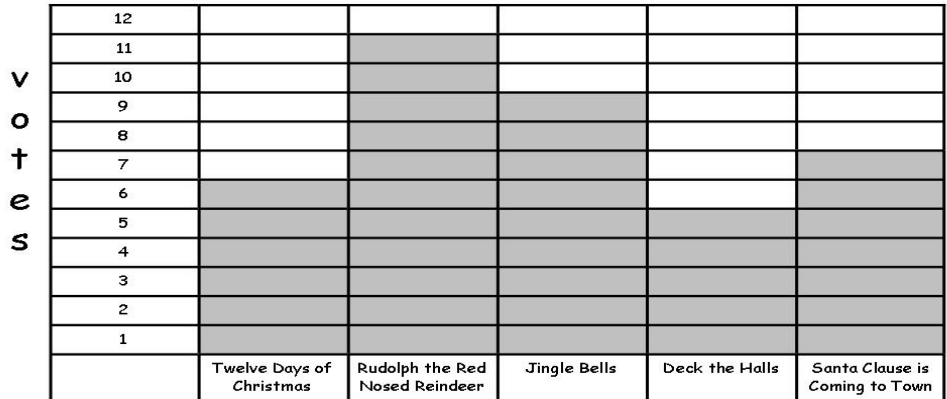 votes
12
11
10
9
8
7
6
5
4
3
2
1
Twelve Days of
Christmas
Rudolph the Red
Nosed Reindeer
Jingle Bells
Deck the Halls
Santa Clause is
Coming to Town